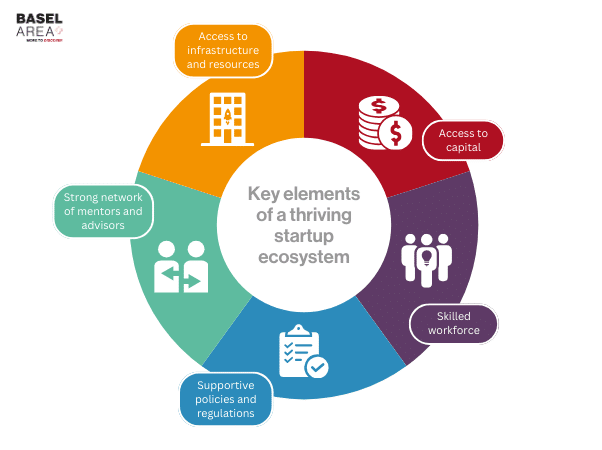 BASEL
AREA
MORE TO DISCOVER
Access to
infrastructure
and resources
Access to
capital
Key elements
of a thriving
startup
ecosystem
Strong network
of mentors and
advisors
Skilled
workforce
Supportive
policies and
regulations